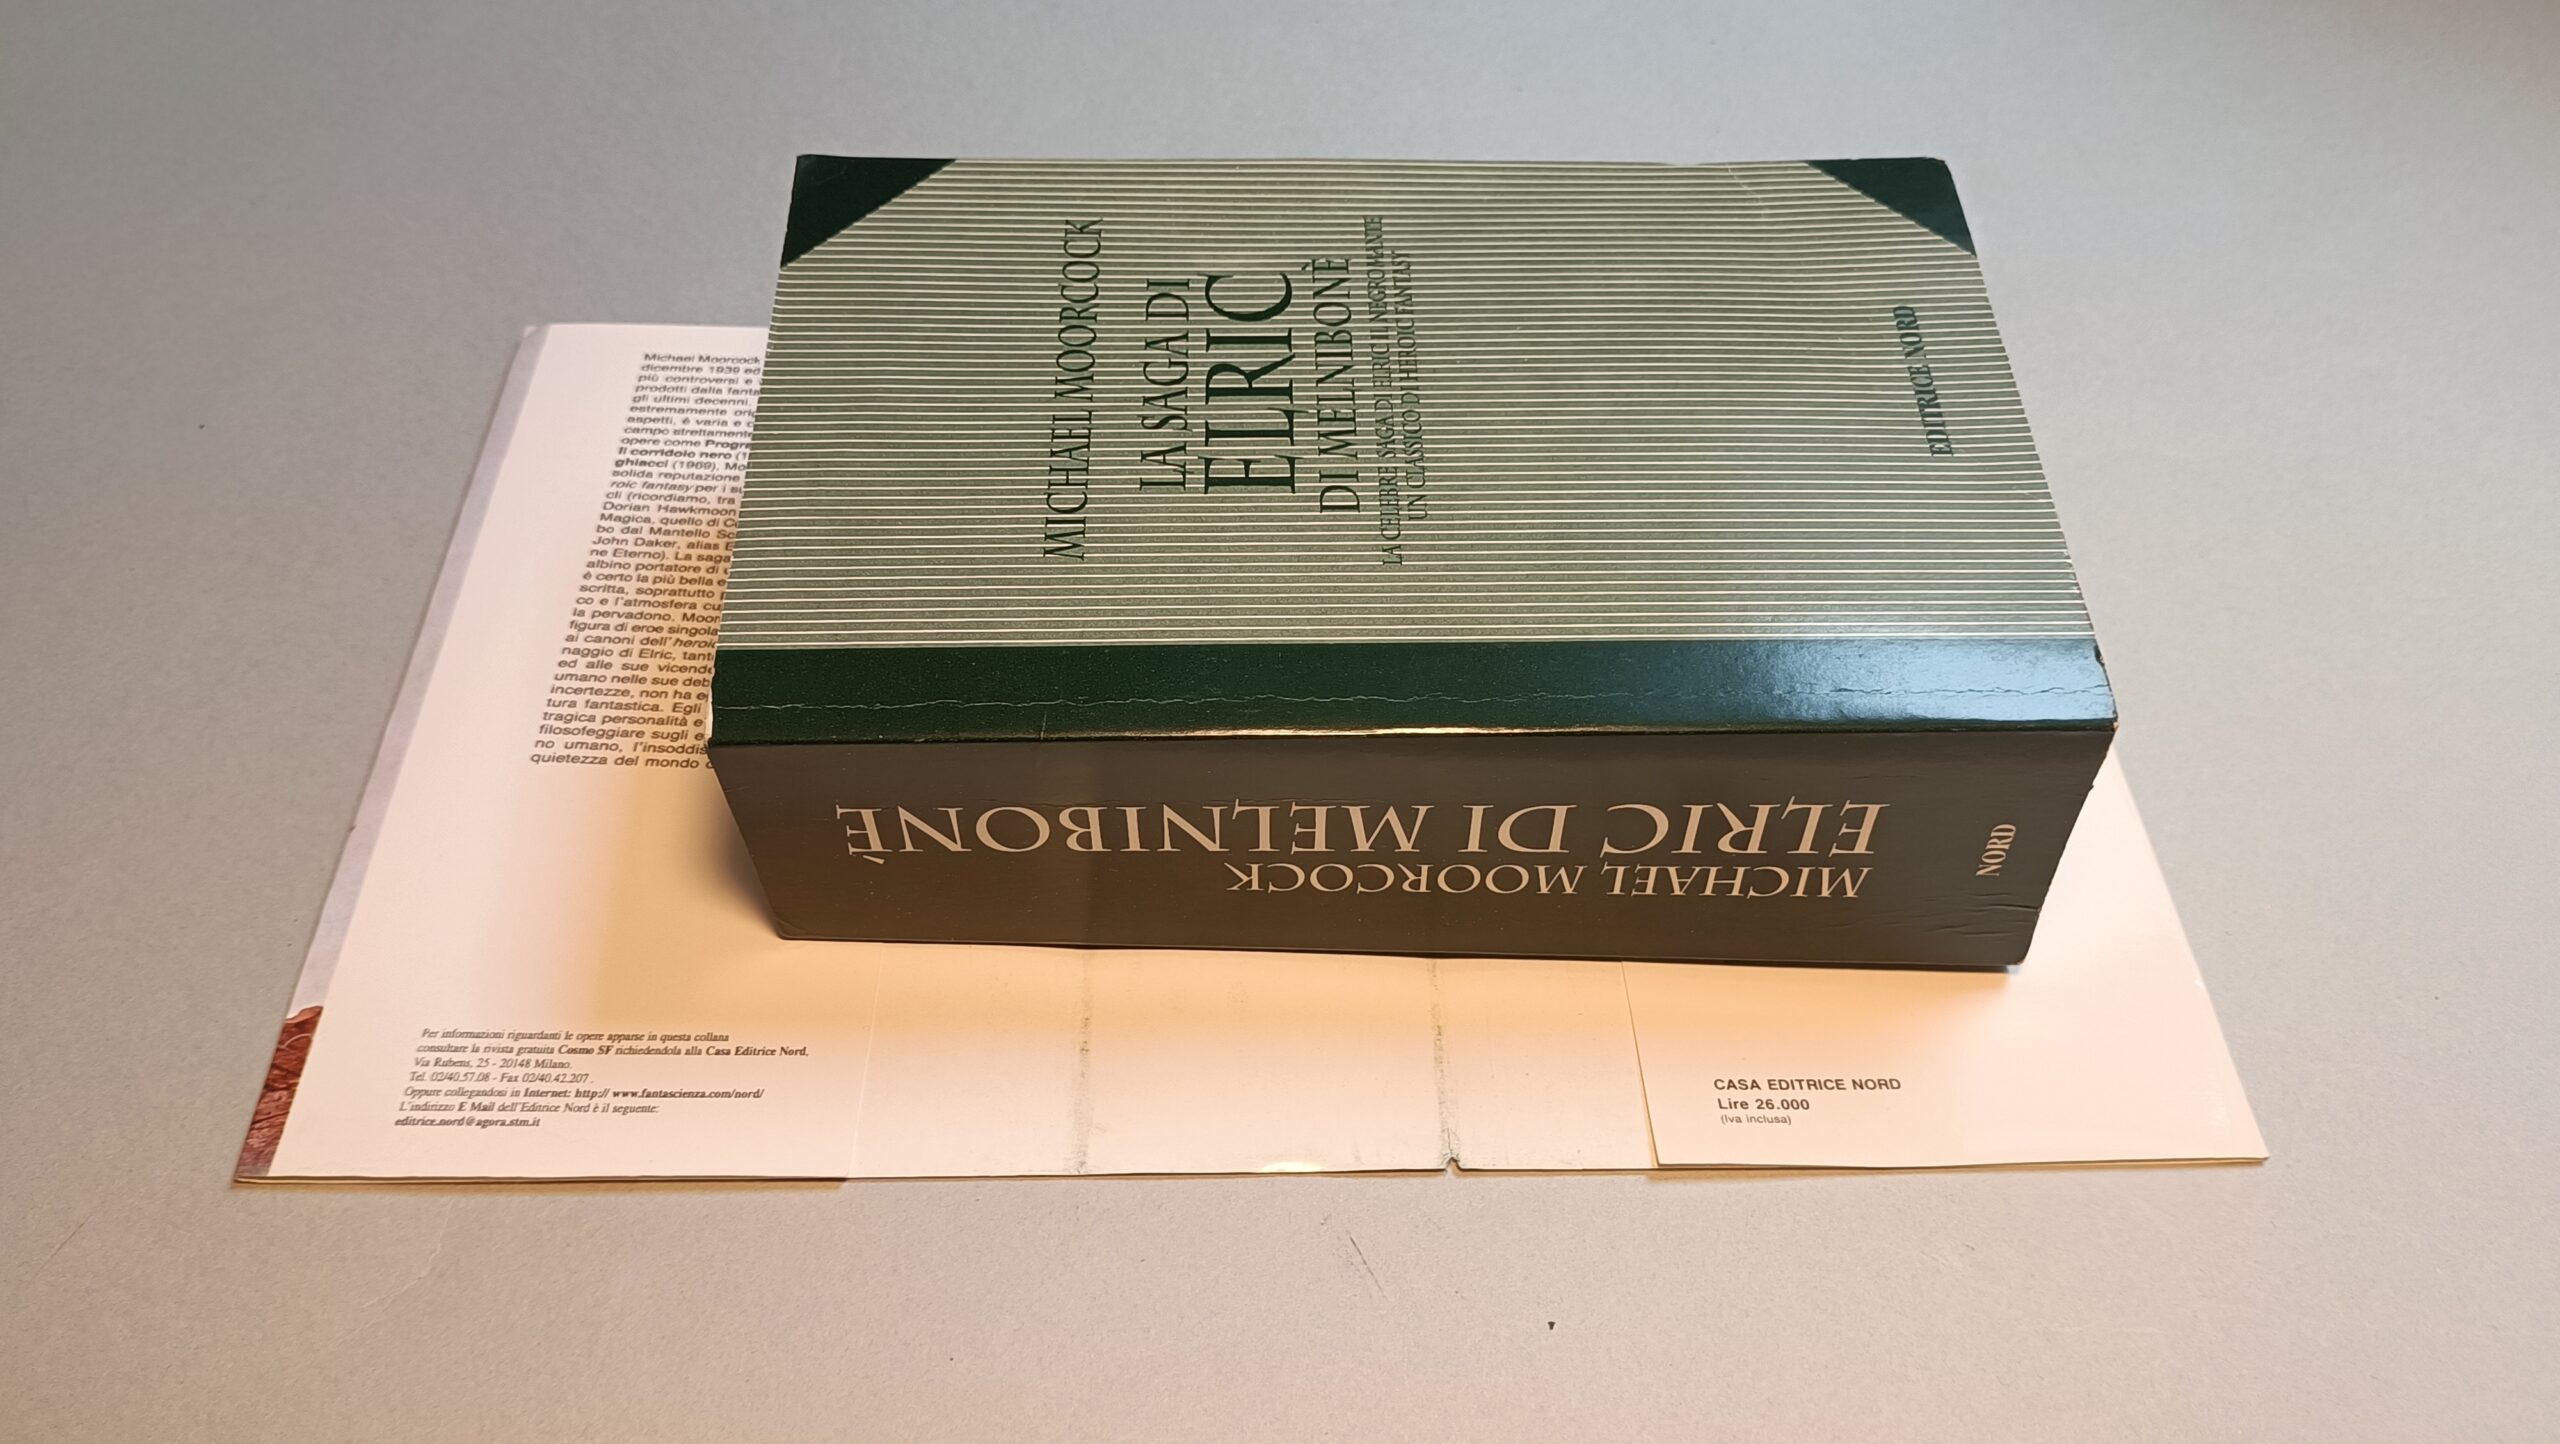 MICHAEL MOORCOCK
LA SAGA DI
ELRIC
DI MELNIBONÈ
LA CELEBRE SAGA DI ELRIC IL NEGROMANTE
UN CLASSICO DI HEROIC FANTASY
EDITRICE NORD
MICHAEL MOORCOCK
ELRIC DI MELNIBONÈ
NORD
Michael Moorcock
dicembre 1939 ed
più controversi e
prodotti dalla fanta
gli ultimi decenni.
estremamente orig
aspetti, è varia e c
campo strettamente
opere come Progre
Il corridoio nero (1
ghiacci (1969), Mo
solida reputazione
roic fantasy per i su
cli (ricordiamo, tra
Dorian Hawkmoon
Magica, quello di Co
bo dal Mantello Sc
John Daker, alias E
ne Eterno). La saga
albino portatore di
è certo la più bella e
scritta, soprattutto
co e l'atmosfera cu
la pervadono. Moor
figura di eroe singola
ai canoni dell'heroic
naggio di Elric, tant
ed alle sue vicende
umano nelle sue deb
incertezze, non ha e
tura fantastica. Egli
tragica personalità e
filosofeggiare sugli e
no umano, l'insoddis
quietezza del mondo
Per informazioni riguardanti le opere apparse in questa collana
consultare la rivista gratuita Cosmo SF richiedendola alla Casa Editrice Nord,
Via Rubens, 25 - 20148 Milano.
Tel. 02/40.57.08 - Fax 02/40.42.207 .
Oppure collegandosi in Internet: http:// www.fantascienza.com/nord/
L'indirizzo E Mail dell'Editrice Nord è il seguente:
editrice.nord@agora.stm.it
CASA EDITRICE NORD
Lire 26.000
(Iva inclusa)